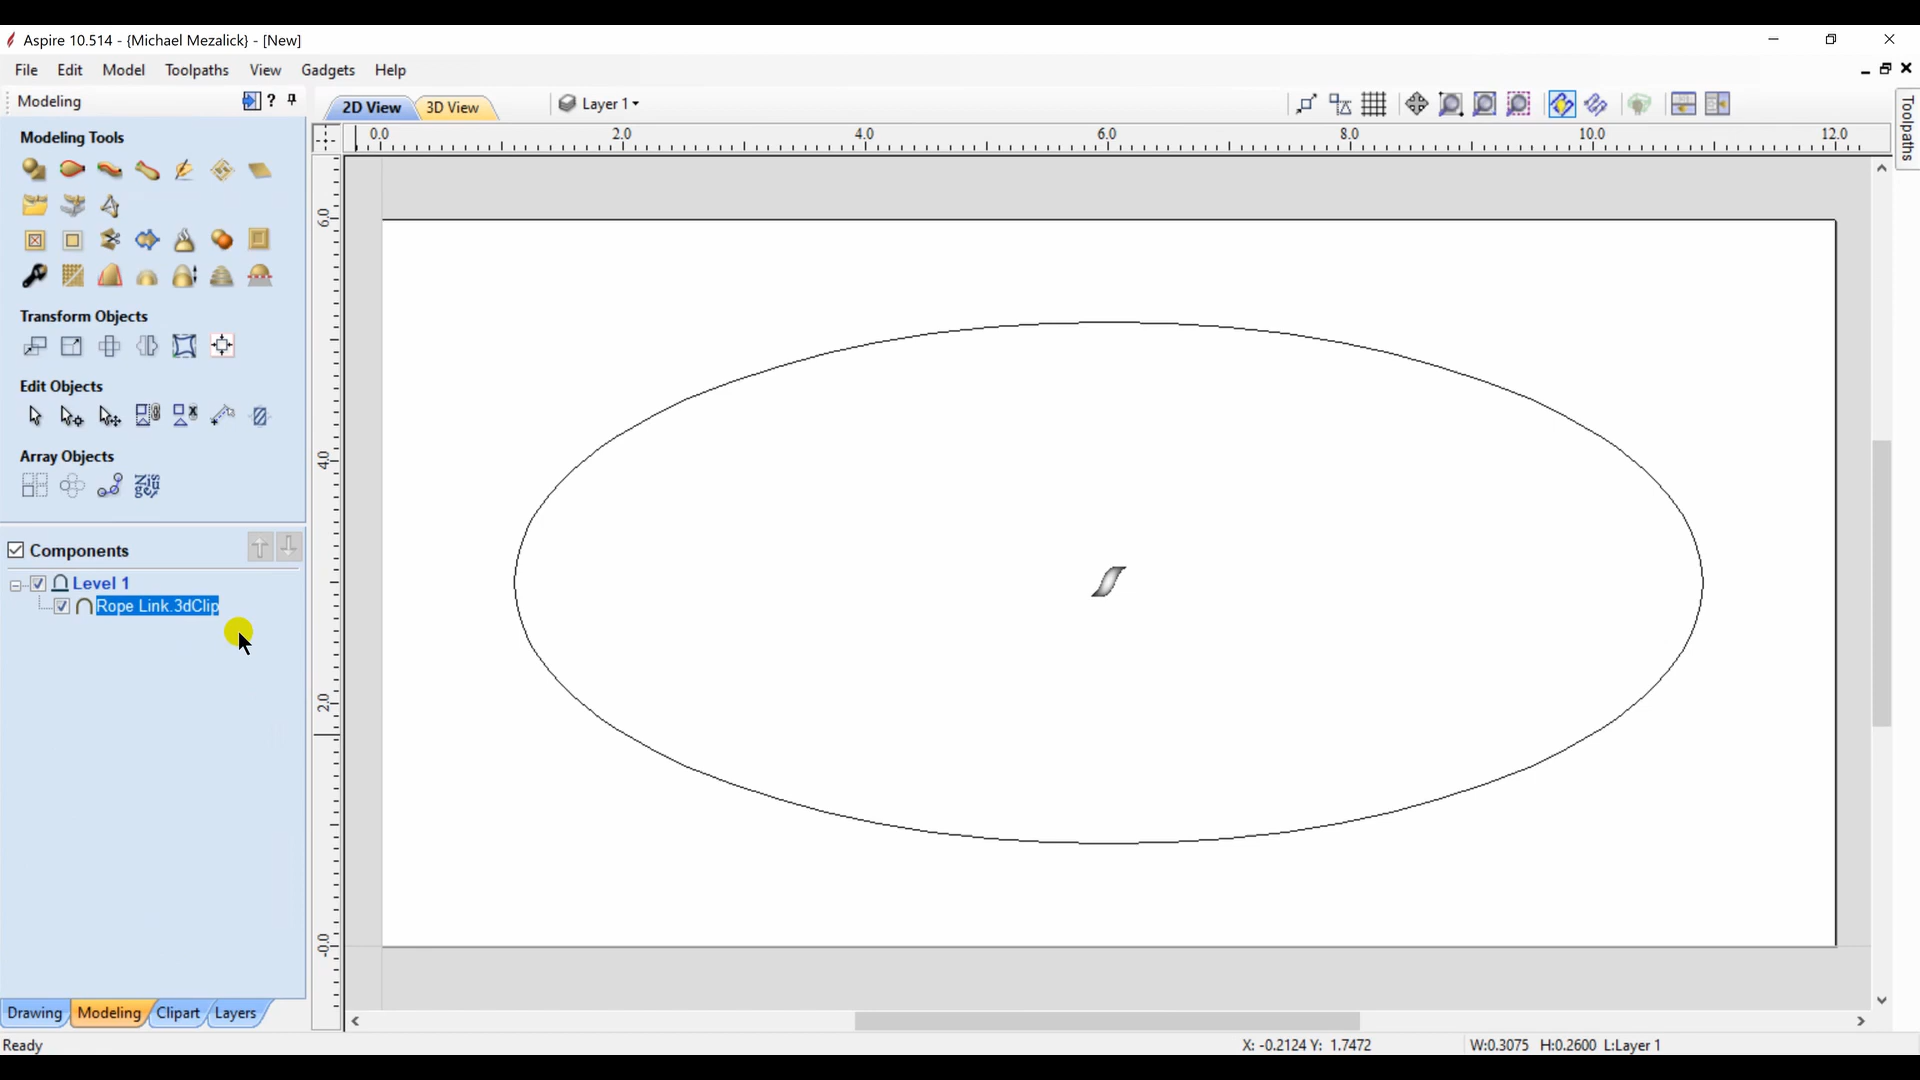 Aspire 10.514 - {Michael Mezalick} - [New]
File Edit Model Toolpaths View Gadgets Help
Modeling ?
2D View 3D View Layer 1
Toolpaths
Modeling Tools
0.0 2.0 4.0 6.0 8.0 10.0 12.0
6.0
4.0
2.0
-0.0
Transform Objects
Edit Objects
Array Objects
Components
Level 1
Rope Link.3dClip
Drawing Modeling Clipart Layers
Ready X: -0.2124 Y: 1.7472 W:0.3075 H:0.2600 L:Layer 1